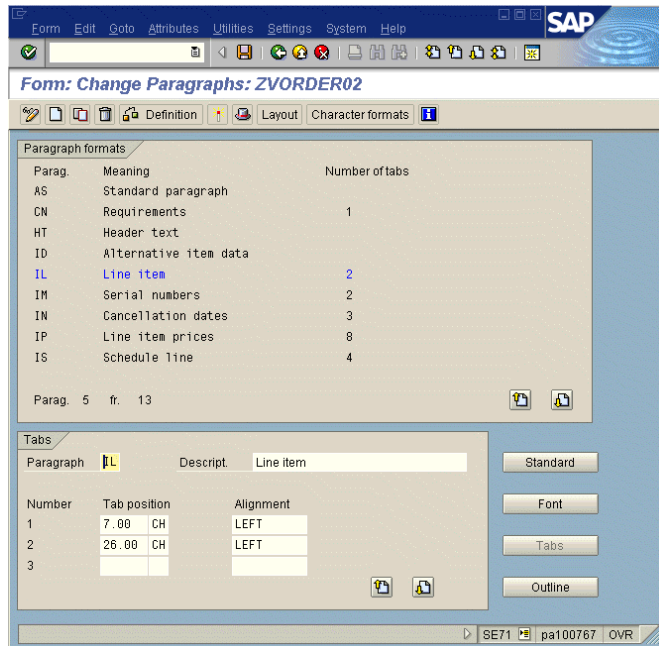 Form Edit Goto Attributes Utilities Settings System Help
SAP
Form: Change Paragraphs: ZVORDER02
Definition Layout Character formats
Paragraph formats
Parag. Meaning Number of tabs
AS Standard paragraph
CN Requirements 1
HT Header text
ID Alternative item data
IL Line item 2
IM Serial numbers 2
IN Cancellation dates 3
IP Line item prices 8
IS Schedule line 4
Parag. 5 fr. 13
Tabs
Paragraph IL Descript. Line item
Standard
Number Tab position Alignment
Font
1 7.00 CH LEFT
2 26.00 CH LEFT
Tabs
3
Outline
SE71 pa100767 OVR